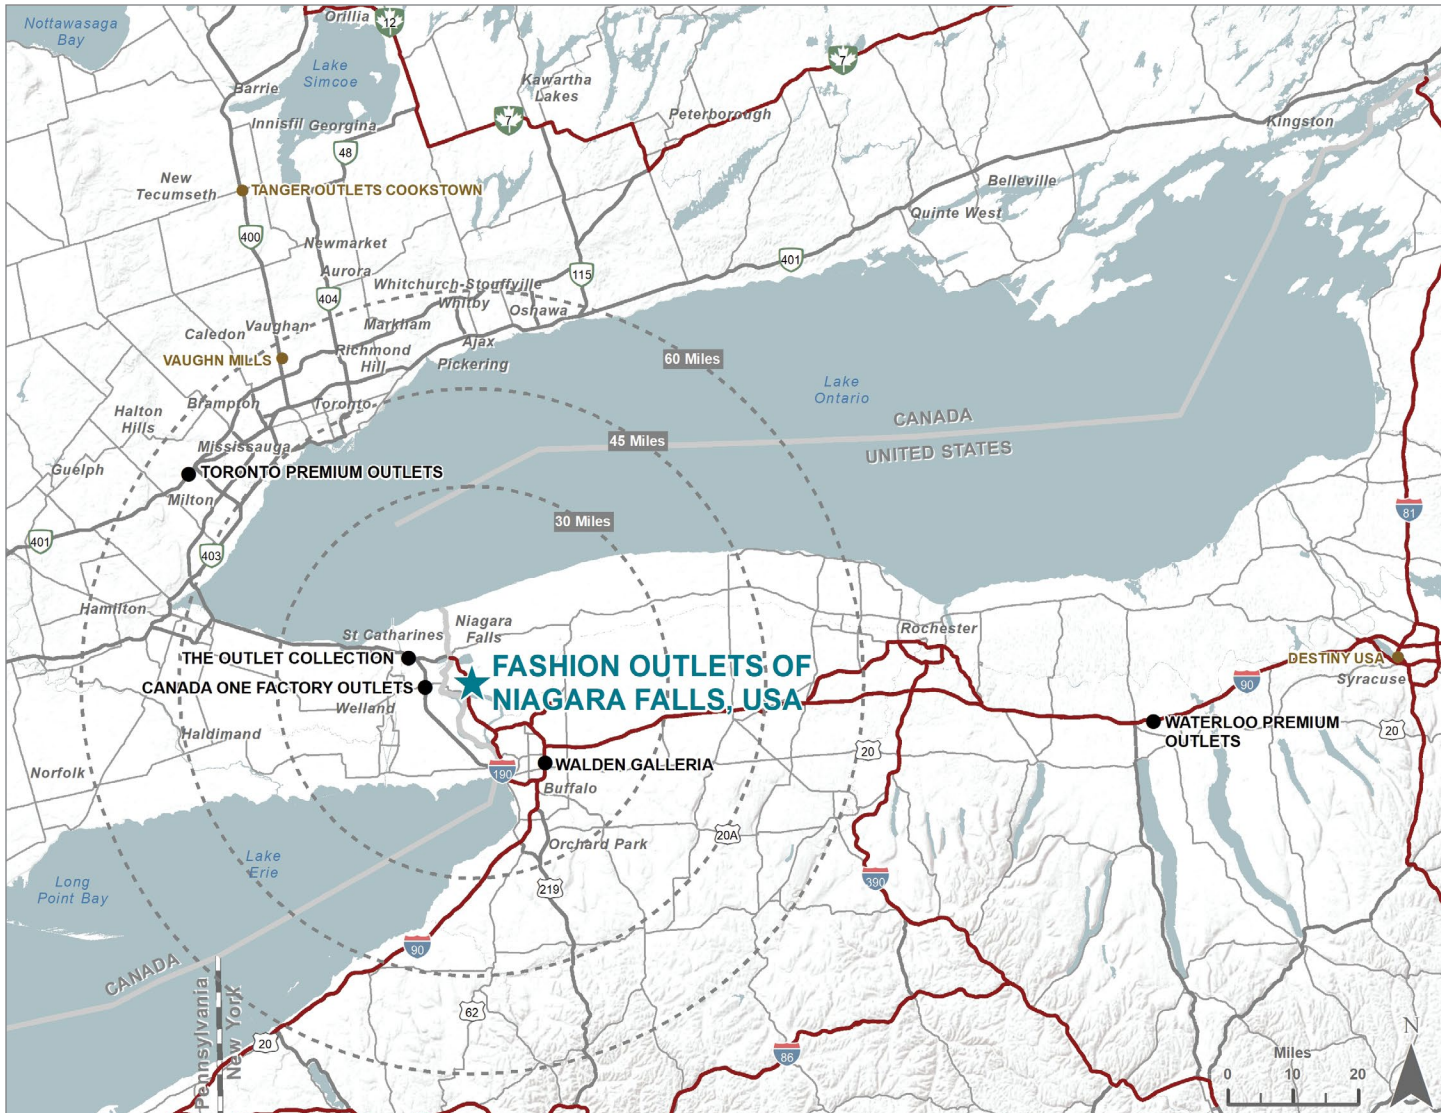 Nottawasaga
Bay
Orillia
12
Lake
Simcoe
7
Kawartha
Lakes
Barrie
7
Peterborough
Kingston
Innisfil
Georgina
48
New
Tecumseth
TANGER OUTLETS COOKSTOWN
Belleville
Quinte West
400
Newmarket
401
Aurora
115
Whitchurch-Stouffville
404
Whitby
Oshawa
Caledon
Vaughan
Markham
Ajax
VAUGHN MILLS
Richmond
Hill
Pickering
60 Miles
Lake
Ontario
Halton
Hills
Brampton
Toronto
CANADA
45 Miles
UNITED STATES
Mississauga
Guelph
TORONTO PREMIUM OUTLETS
Milton
81
30 Miles
401
403
Hamilton
St Catharines
Niagara
Falls
Rochester
THE OUTLET COLLECTION
FASHION OUTLETS OF
NIAGARA FALLS, USA
DESTINY USA
CANADA ONE FACTORY OUTLETS
90
Syracuse
Welland
WATERLOO PREMIUM
OUTLETS
20
Haldimand
20
Norfolk
190
WALDEN GALLERIA
Buffalo
20A
Orchard Park
Lake
Erie
Long
Point Bay
219
390
90
CANADA
Pennsylvania
New York
62
20
86
N
Miles
0 10 20